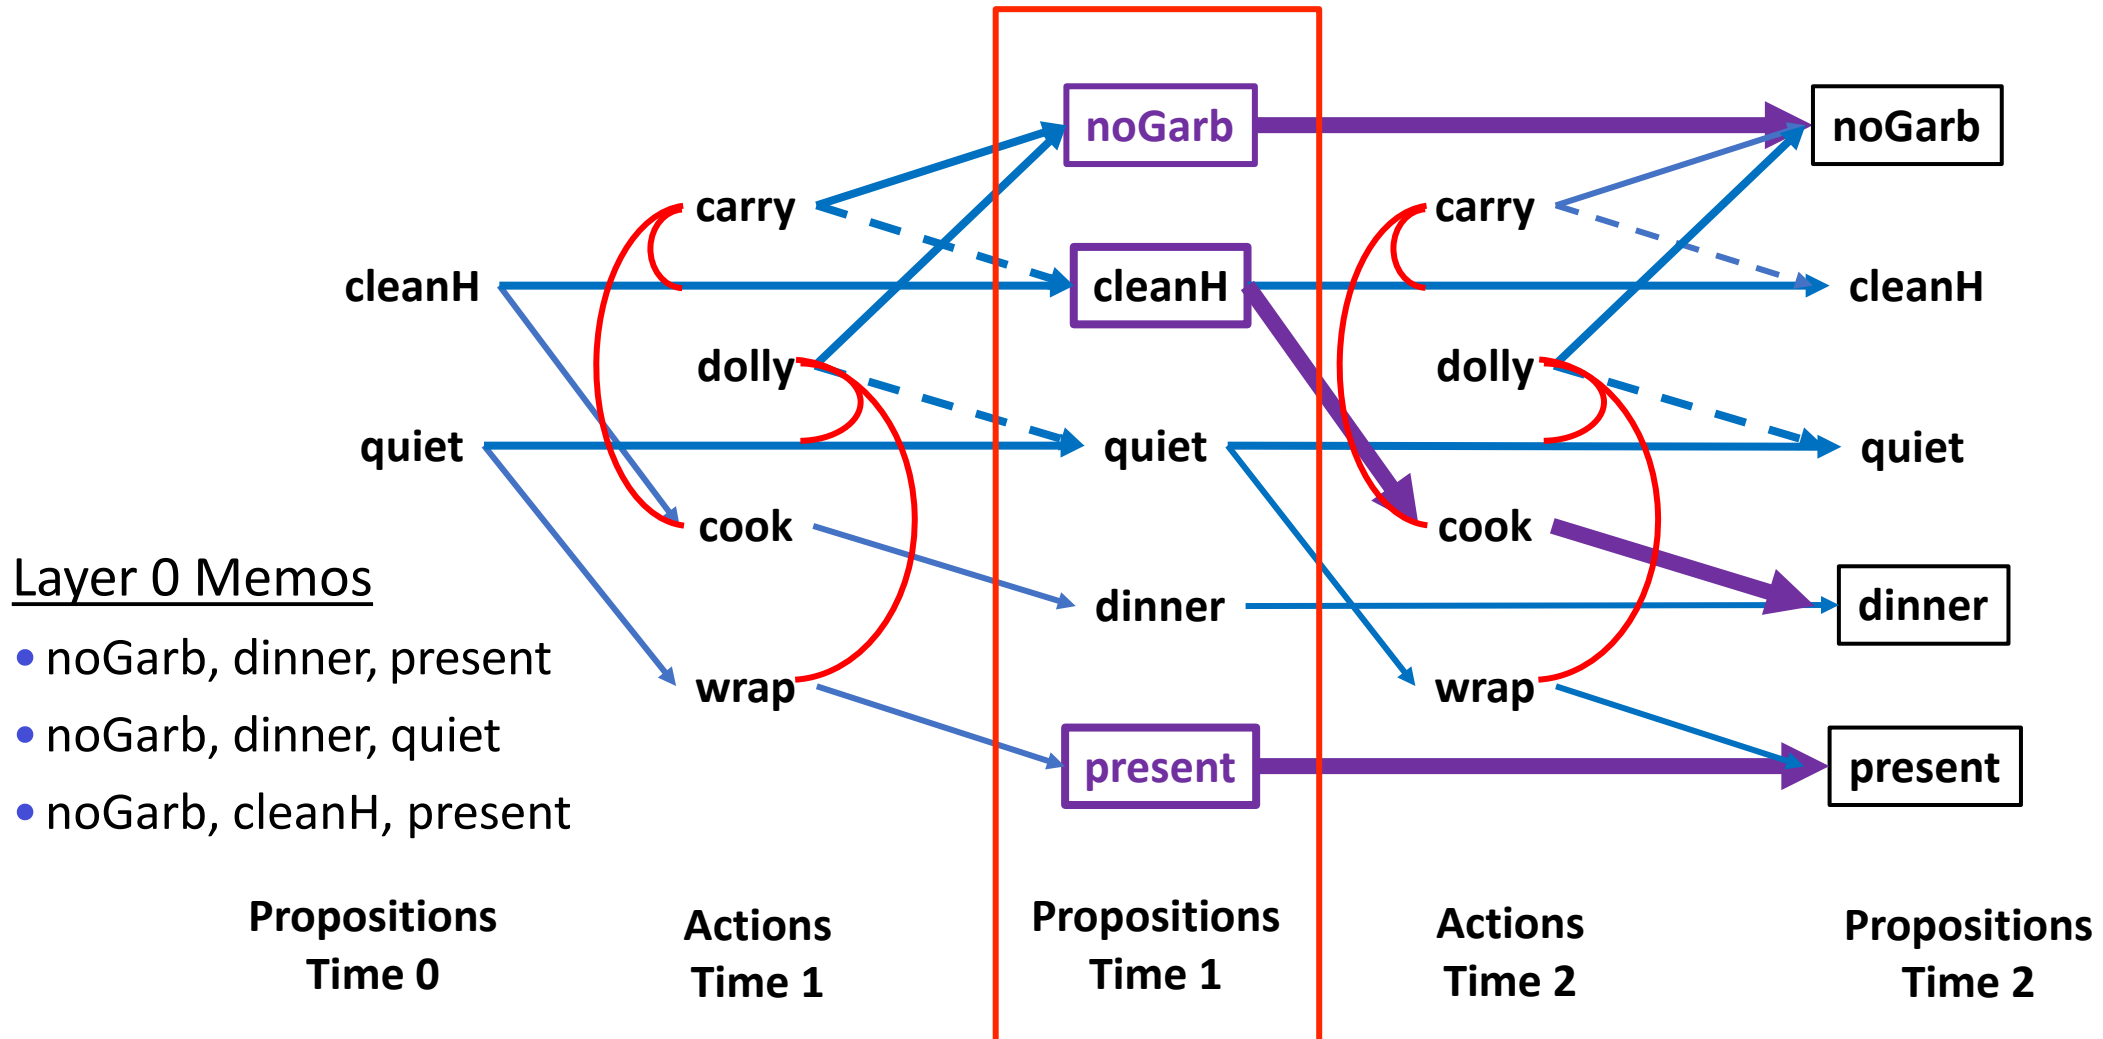 noGarb
noGarb
carry
carry
cleanH
cleanH
cleanH
dolly
dolly
quiet
quiet
quiet
cook
cook
Layer 0 Memos
dinner
dinner
• noGarb, dinner, present
wrap
wrap
• noGarb, dinner, quiet
present
present
• noGarb, cleanH, present
Propositions
Time 0
Actions
Time 1
Propositions
Time 1
Actions
Time 2
Propositions
Time 2